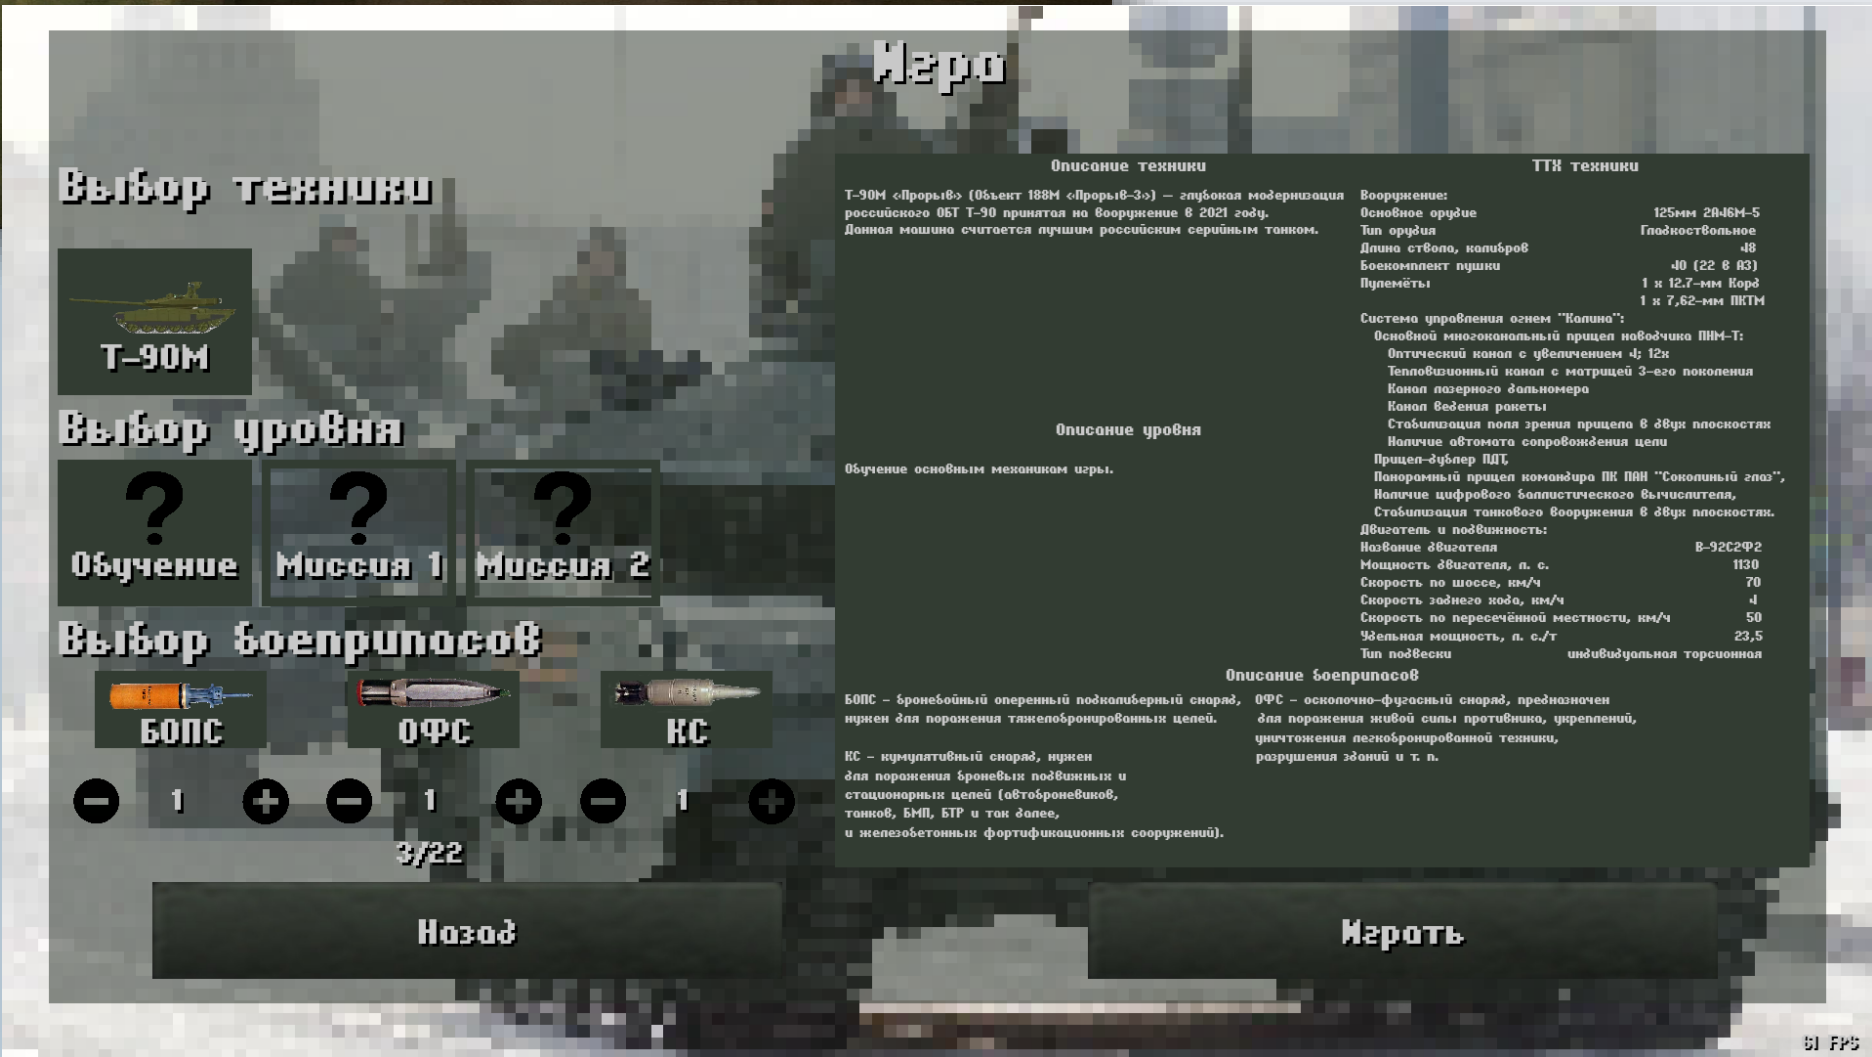 Игра
Выбор техники
Т-90М
Выбор уровня
Обучение
Миссия 1
Миссия 2
Выбор боеприпасов
БОПС
ОФС
КС
1
1
1
3/22
Описание техники
Т-90М «Прорыв» (Объект 188М «Прорыв-3») — глубокая модернизация
российского ОБТ Т-90 принятая на вооружение в 2021 году.
Данная машина считается лучшим российским серийным танком.
Описание уровня
Обучение основным механикам игры.
ТТХ техники
Вооружение:
Основное орудие 125мм 2А46М-5
Тип орудия Гладкоствольное
Длина ствола, калибров 48
Боекомплект пушки 40 (22 в АЗ)
Пулемёты 1 х 12.7-мм Корд
1 х 7,62-мм ПКТМ
Система управления огнем "Калина":
Основной многоканальный прицел наводчика ПНМ-Т:
Оптический канал с увеличением 4; 12х
Тепловизионный канал с матрицей 3-его поколения
Канал лазерного дальномера
Канал ведения ракеты
Стабилизация поля зрения прицела в двух плоскостях
Наличие автомата сопровождения цели
Прицел-дублер ПДТ,
Панорамный прицел командира ПК ПАН "Соколиный глаз",
Наличие цифрового баллистического вычислителя,
Стабилизация танкового вооружения в двух плоскостях.
Двигатель и подвижность:
Название двигателя В-92С2Ф2
Мощность двигателя, л. с. 1130
Скорость по шоссе, км/ч 70
Скорость заднего хода, км/ч 4
Скорость по пересечённой местности, км/ч 50
Удельная мощность, л. с./т 23,5
Тип подвески индивидуальная торсионная
Описание боеприпасов
БОПС - бронебойный оперенный подкалиберный снаряд,
нужен для поражения тяжелобронированных целей.
КС - кумулятивный снаряд, нужен
для поражения броневых подвижных и
стационарных целей (автоброневиков,
танков, БМП, БТР и так далее,
и железобетонных фортификационных сооружений).
ОФС - осколочно-фугасный снаряд, предназначен
для поражения живой силы противника, укреплений,
уничтожения легкобронированной техники,
разрушения зданий и т. п.
Назад
Играть
61 FPS